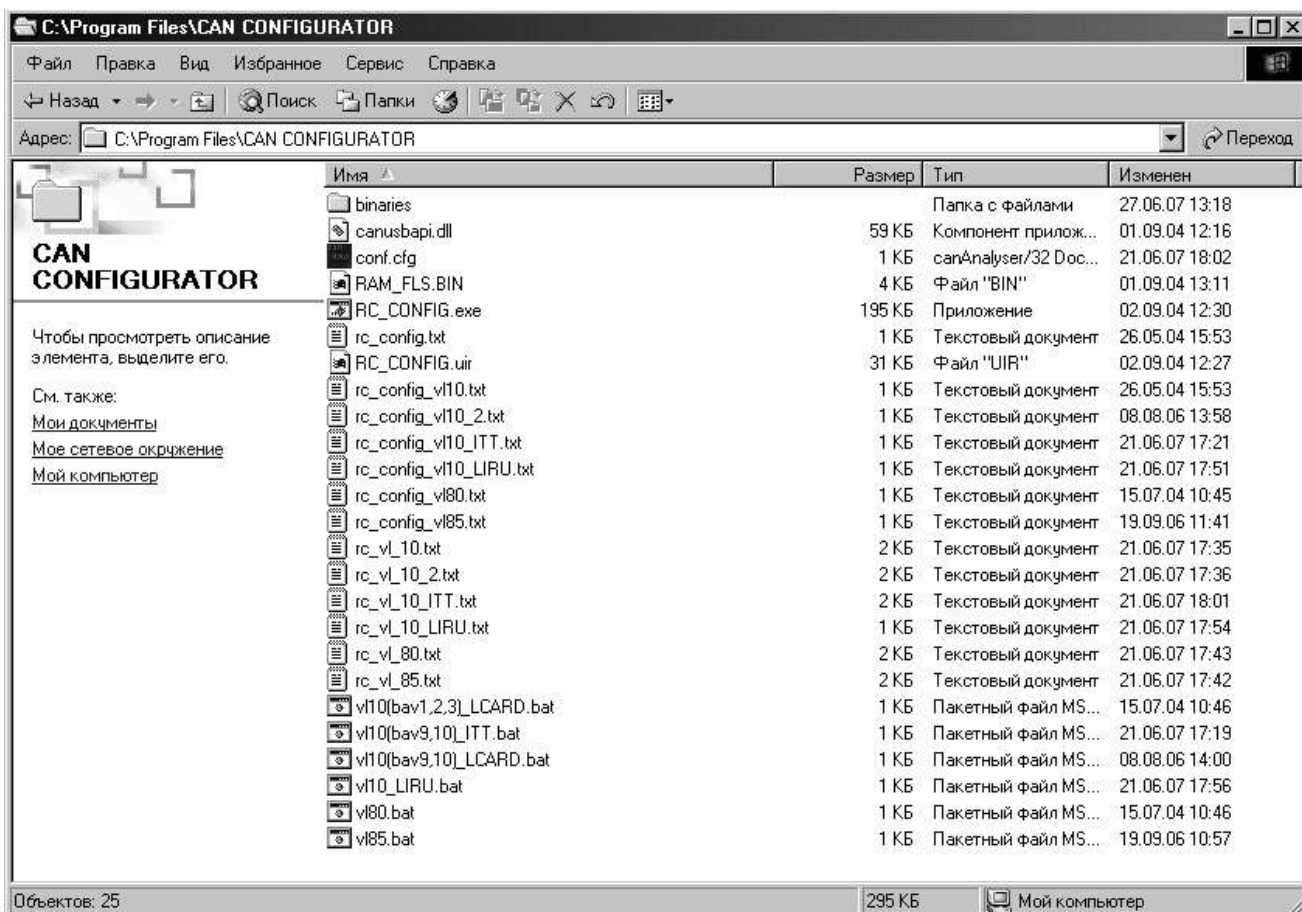 C:\Program Files\CAN CONFIGURATOR
Файл Правка Вид Избранное Сервис Справка
Назад Поиск Папки
Адрес: C:\Program Files\CAN CONFIGURATOR Переход
Имя Размер Тип Изменен
CAN
CONFIGURATOR
Чтобы просмотреть описание
элемента, выделите его.
См. также:
Мои документы
Мое сетевое окружение
Мой компьютер
binaries Папка с файлами 27.06.07 13:18
canusbapi.dll 59 КБ Компонент прилож... 01.09.04 12:16
conf.cfg 1 КБ canAnalyser/32 Doc... 21.06.07 18:02
RAM_FLS.BIN 4 КБ Файл "BIN" 01.09.04 13:11
RC_CONFIG.exe 195 КБ Приложение 02.09.04 12:30
rc_config.txt 1 КБ Текстовый документ 26.05.04 15:53
RC_CONFIG.uir 31 КБ Файл "UIR" 02.09.04 12:27
rc_config_vl10.txt 1 КБ Текстовый документ 26.05.04 15:53
rc_config_vl10_2.txt 1 КБ Текстовый документ 08.08.06 13:58
rc_config_vl10_ITT.txt 1 КБ Текстовый документ 21.06.07 17:21
rc_config_vl10_LIRU.txt 1 КБ Текстовый документ 21.06.07 17:51
rc_config_vl80.txt 1 КБ Текстовый документ 15.07.04 10:45
rc_config_vl85.txt 1 КБ Текстовый документ 19.09.06 11:41
rc_vl_10.txt 2 КБ Текстовый документ 21.06.07 17:35
rc_vl_10_2.txt 2 КБ Текстовый документ 21.06.07 17:36
rc_vl_10_ITT.txt 2 КБ Текстовый документ 21.06.07 18:01
rc_vl_10_LIRU.txt 1 КБ Текстовый документ 21.06.07 17:54
rc_vl_80.txt 2 КБ Текстовый документ 21.06.07 17:43
rc_vl_85.txt 2 КБ Текстовый документ 21.06.07 17:42
vl10(bav1,2,3)_LCARD.bat 1 КБ Пакетный файл MS... 15.07.04 10:46
vl10(bav9,10)_ITT.bat 1 КБ Пакетный файл MS... 21.06.07 17:19
vl10(bav9,10)_LCARD.bat 1 КБ Пакетный файл MS... 08.08.06 14:00
vl10_LIRU.bat 1 КБ Пакетный файл MS... 21.06.07 17:56
vl80.bat 1 КБ Пакетный файл MS... 15.07.04 10:46
vl85.bat 1 КБ Пакетный файл MS... 19.09.06 10:57
Объектов: 25 295 КБ Мой компьютер